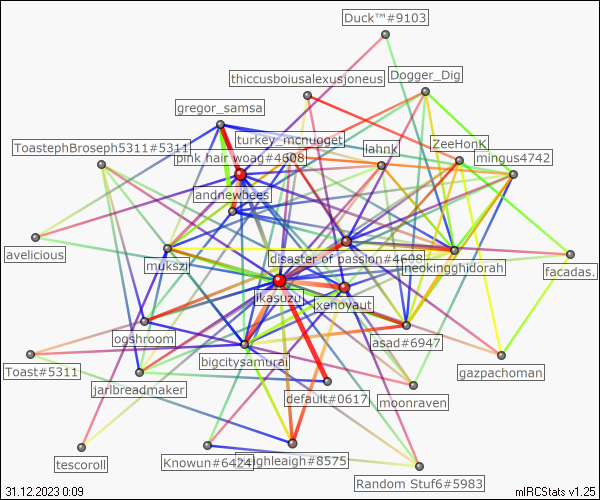 Duck™#9103
thiccusboiusalexusjoneus
Dogger_Dig
gregor_samsa
turkey_mcnugget
ZeeHonK
ToastephBroseph5311#5311
lahnk
mingus4742
pink hair woag#4608
andnewbees
avelicious
mukszi
disaster of passion#4608
neokingghidorah
facadas.
ikasuzu
xenovaut
ogshroom
asad#6947
bigcitysamurai
gazpachoman
Toast#5311
jarlbreadmaker
default#0617
moonraven
tescoroll
Knowun#6424
leighleaigh#8575
Random Stuf6#5983
31.12.2023 0:09
mIRCStats v1.25